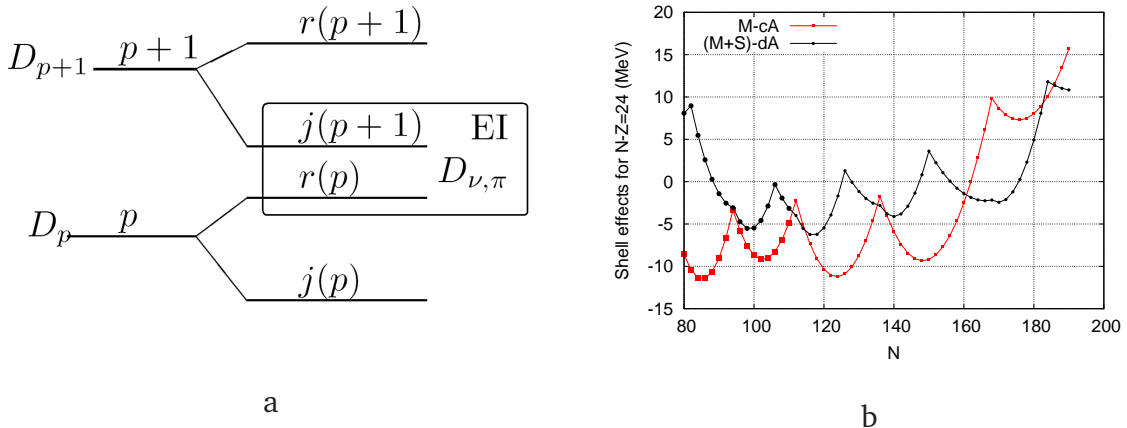 r(p+1)
D_{p+1} p+1
j(p+1) EI
r(p) D_{ν,π}
D_p p
j(p)
a
M-cA
(M+S)-dA
Shell effects for N-Z=24 (MeV)
20
15
10
5
0
-5
-10
-15
80 100 120 140 160 180 200
N
b